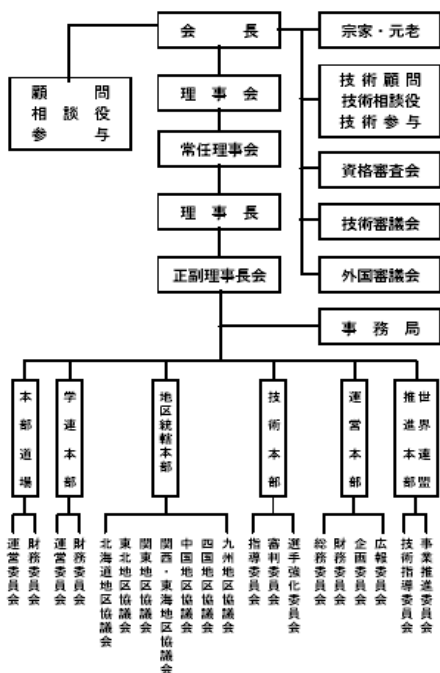 会長
宗家・元老
顧問
相談役
参与
理事会
技術顧問
技術相談役
技術参与
常任理事会
資格審査会
理事長
技術審議会
正副理事長会
外国審議会
事務局
本部道場
学連本部
地区統轄本部
技術本部
運営本部
世界連盟
推進本部
運営委員会
財務委員会
運営委員会
財務委員会
北海道地区協議会
東北地区協議会
関東地区協議会
関西・東海地区協議会
中国地区協議会
四国地区協議会
九州地区協議会
指導委員会
審判委員会
選手強化委員会
総務委員会
財務委員会
企画委員会
広報委員会
技術指導委員会
事業推進委員会